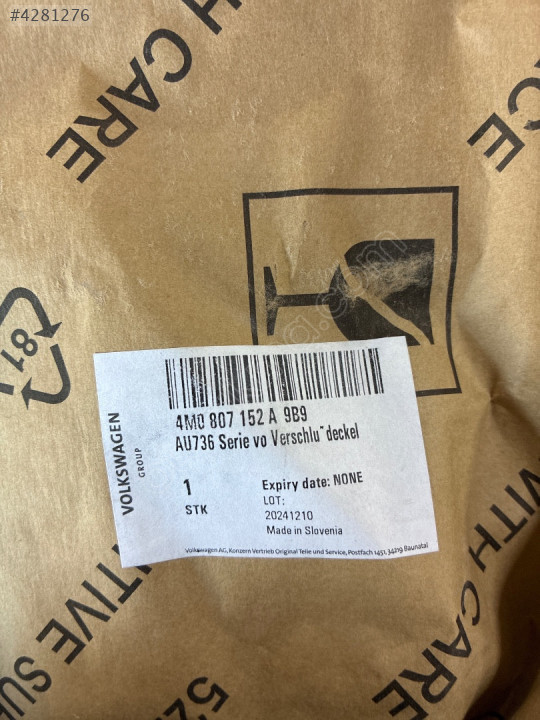 #4281276
CARE
WITH CARE
81
VOLKSWAGEN
GROUP
4M0 807 152 A 9B9
AU736 Serie vo Verschlu¨deckel
1
STK
Expiry date: NONE
LOT:
20241210
Made in Slovenia
Volkswagen AG, Konzern Vertrieb Original Teile und Service, Postfach 1451, 34219 Baunatal